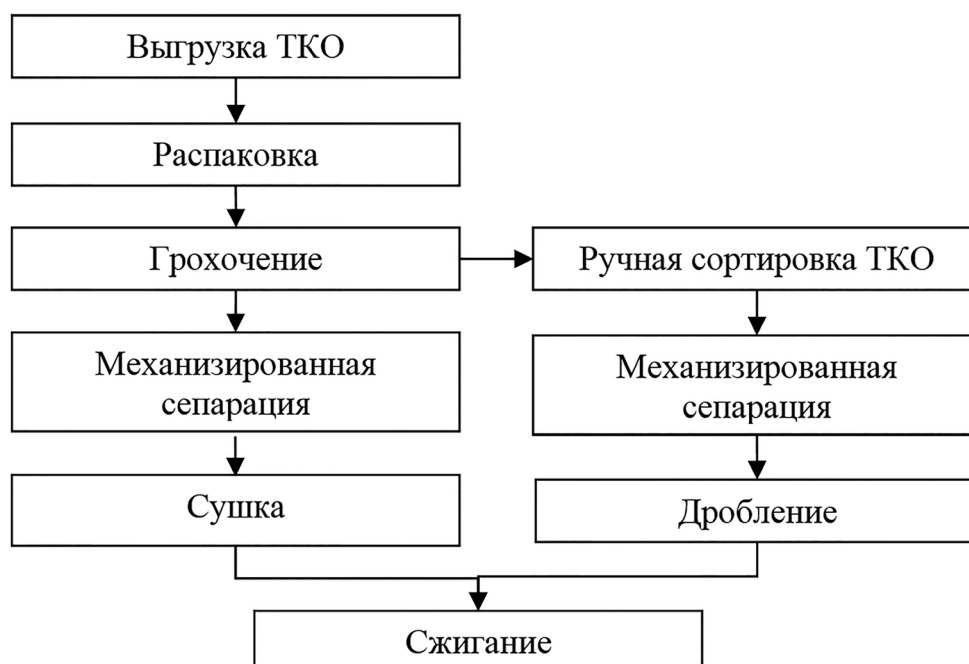 Выгрузка ТКО
Распаковка
Грохочение
Ручная сортировка ТКО
Механизированная
сепарация
Механизированная
сепарация
Сушка
Дробление
Сжигание